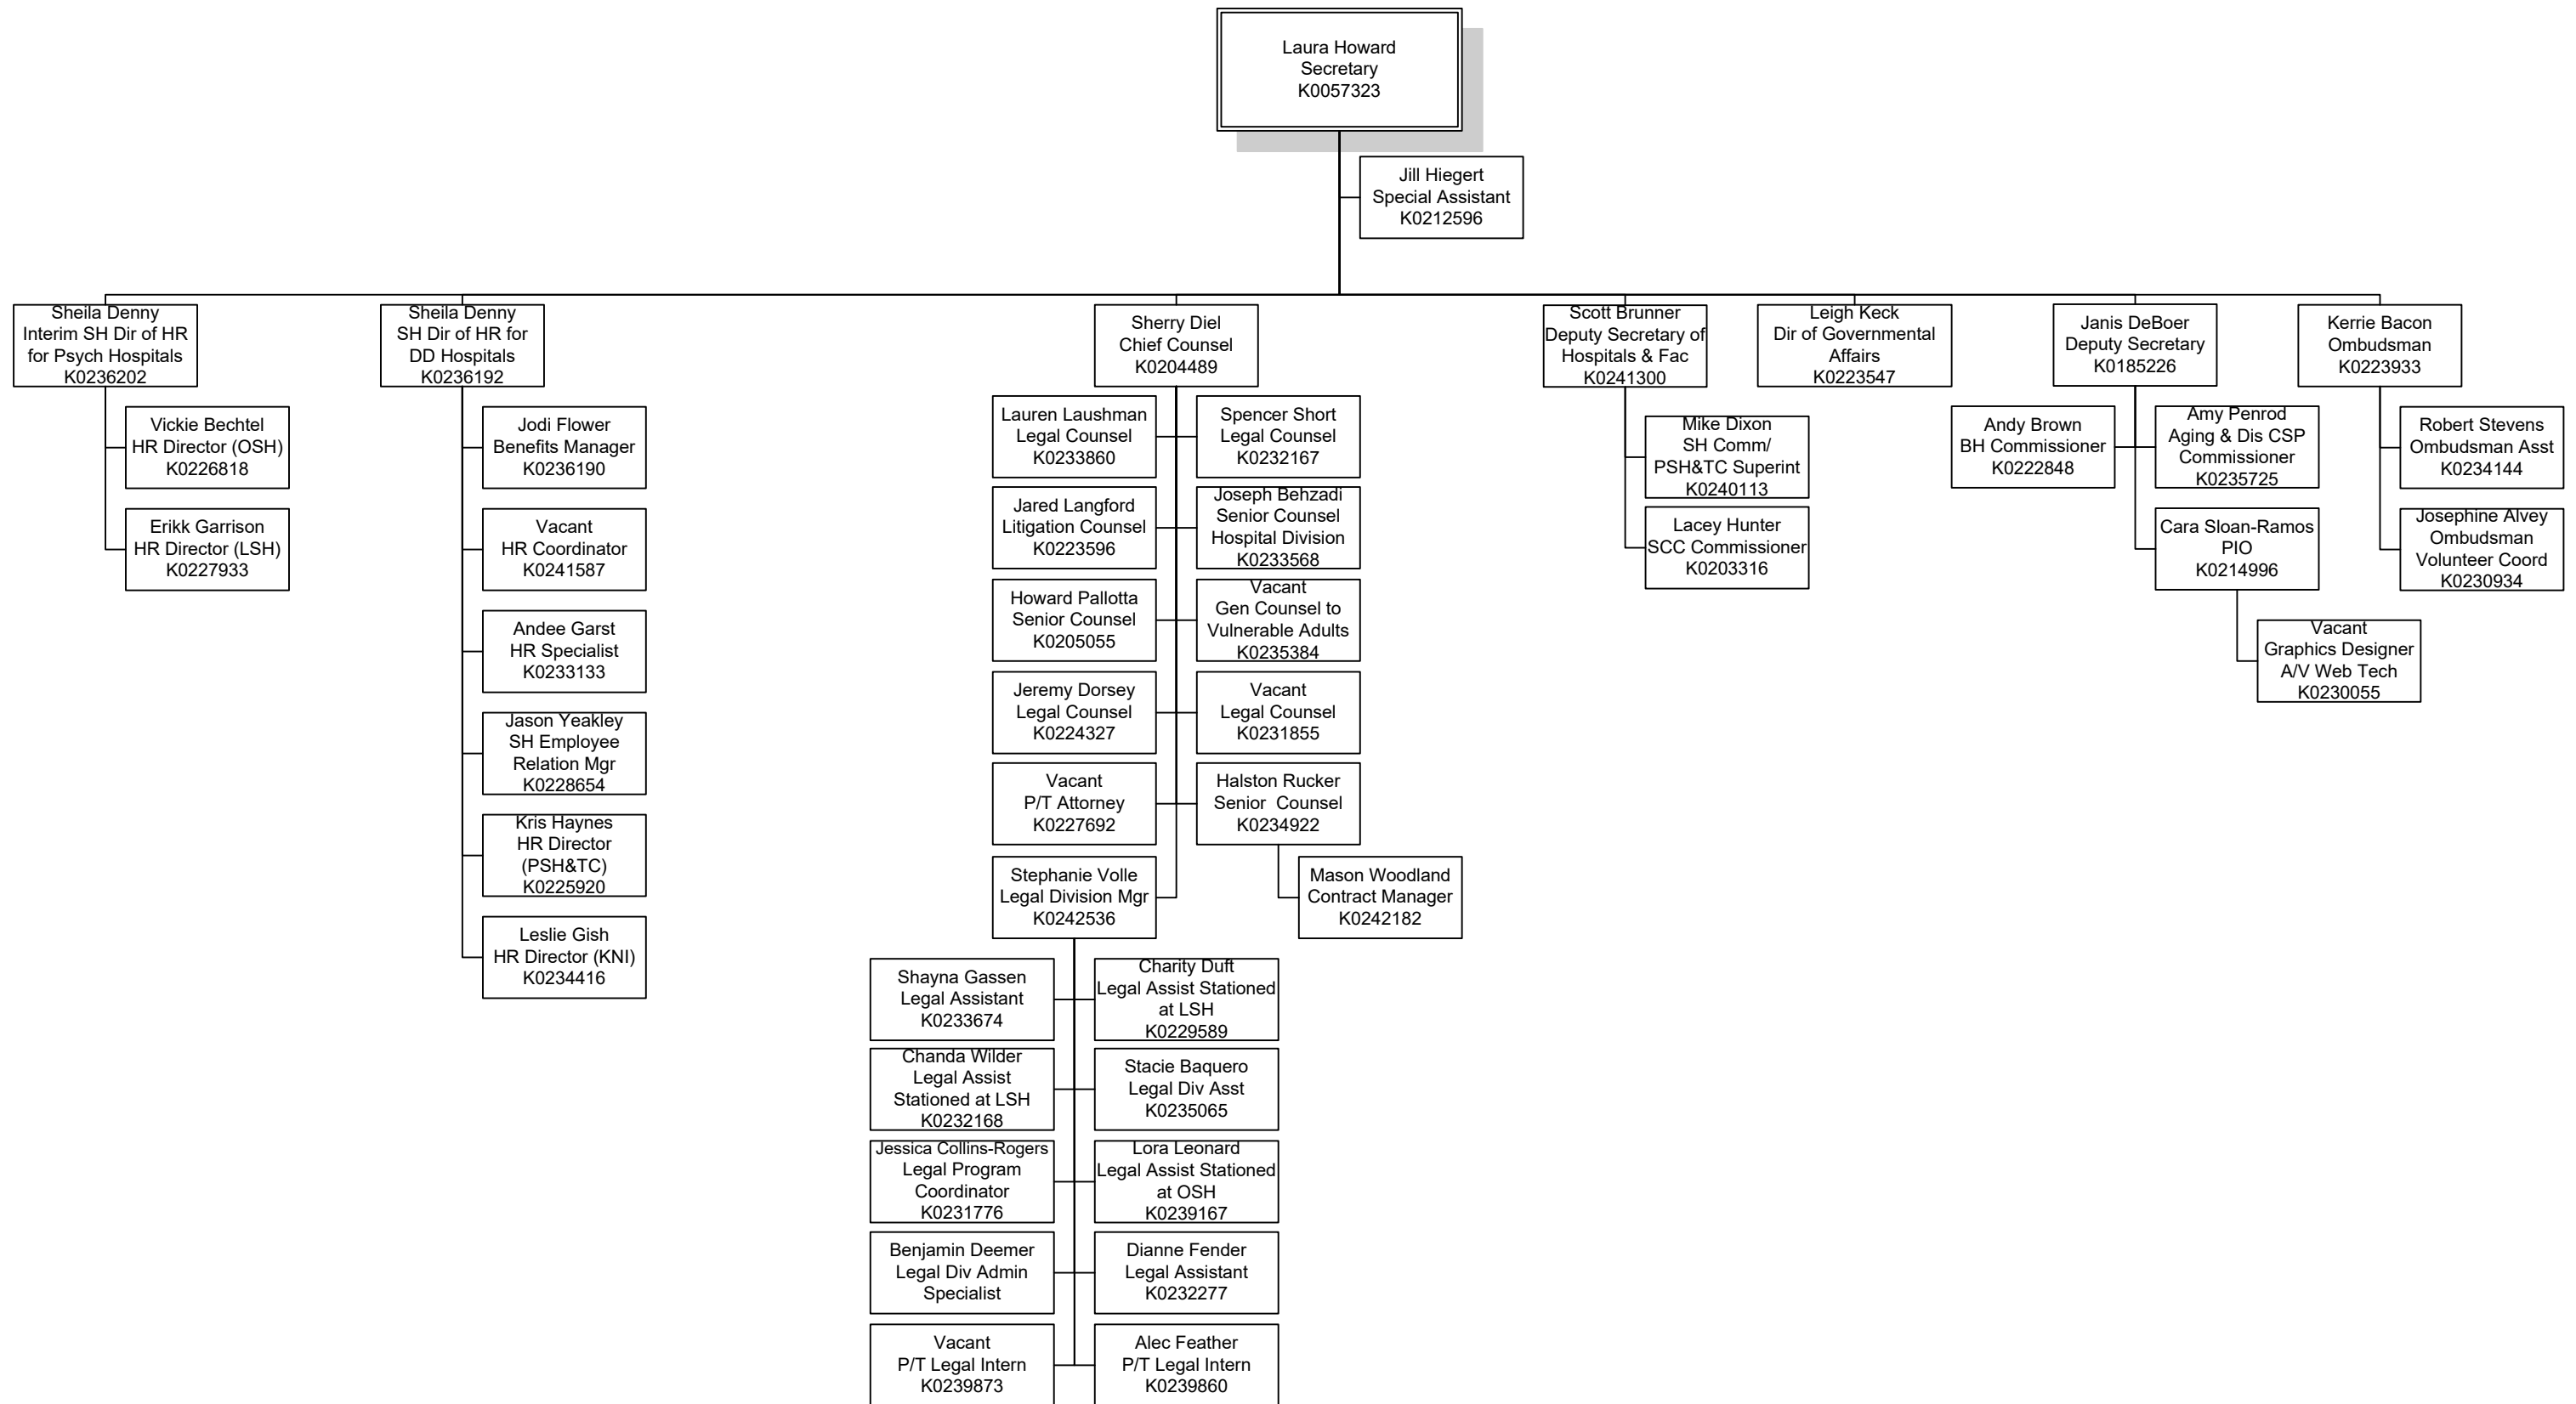 Laura Howard
Secretary
K0057323
Jill Hiegert
Special Assistant
K0212596
Sheila Denny
Interim SH Dir of HR
for Psych Hospitals
K0236202
Vickie Bechtel
HR Director (OSH)
K0226818
Erikk Garrison
HR Director (LSH)
K0227933
Sheila Denny
SH Dir of HR for
DD Hospitals
K0236192
Jodi Flower
Benefits Manager
K0236190
Vacant
HR Coordinator
K0241587
Andee Garst
HR Specialist
K0233133
Jason Yeakley
SH Employee
Relation Mgr
K0228654
Kris Haynes
HR Director
(PSH&TC)
K0225920
Leslie Gish
HR Director (KNI)
K0234416
Sherry Diel
Chief Counsel
K0204489
Lauren Laushman
Legal Counsel
K0233860
Spencer Short
Legal Counsel
K0232167
Jared Langford
Litigation Counsel
K0223596
Joseph Behzadi
Senior Counsel
Hospital Division
K0233568
Howard Pallotta
Senior Counsel
K0205055
Vacant
Gen Counsel to
Vulnerable Adults
K0235384
Jeremy Dorsey
Legal Counsel
K0224327
Vacant
Legal Counsel
K0231855
Vacant
P/T Attorney
K0227692
Halston Rucker
Senior  Counsel
K0234922
Stephanie Volle
Legal Division Mgr
K0242536
Mason Woodland
Contract Manager
K0242182
Shayna Gassen
Legal Assistant
K0233674
Charity Duft
Legal Assist Stationed
at LSH
K0229589
Chanda Wilder
Legal Assist
Stationed at LSH
K0232168
Stacie Baquero
Legal Div Asst
K0235065
Jessica Collins-Rogers
Legal Program
Coordinator
K0231776
Lora Leonard
Legal Assist Stationed
at OSH
K0239167
Benjamin Deemer
Legal Div Admin
Specialist
Dianne Fender
Legal Assistant
K0232277
Vacant
P/T Legal Intern
K0239873
Alec Feather
P/T Legal Intern
K0239860
Scott Brunner
Deputy Secretary of
Hospitals & Fac
K0241300
Mike Dixon
SH Comm/
PSH&TC Superint
K0240113
Lacey Hunter
SCC Commissioner
K0203316
Leigh Keck
Dir of Governmental
Affairs
K0223547
Janis DeBoer
Deputy Secretary
K0185226
Andy Brown
BH Commissioner
K0222848
Amy Penrod
Aging & Dis CSP
Commissioner
K0235725
Cara Sloan-Ramos
PIO
K0214996
Vacant
Graphics Designer
A/V Web Tech
K0230055
Kerrie Bacon
Ombudsman
K0223933
Robert Stevens
Ombudsman Asst
K0234144
Josephine Alvey
Ombudsman
Volunteer Coord
K0230934